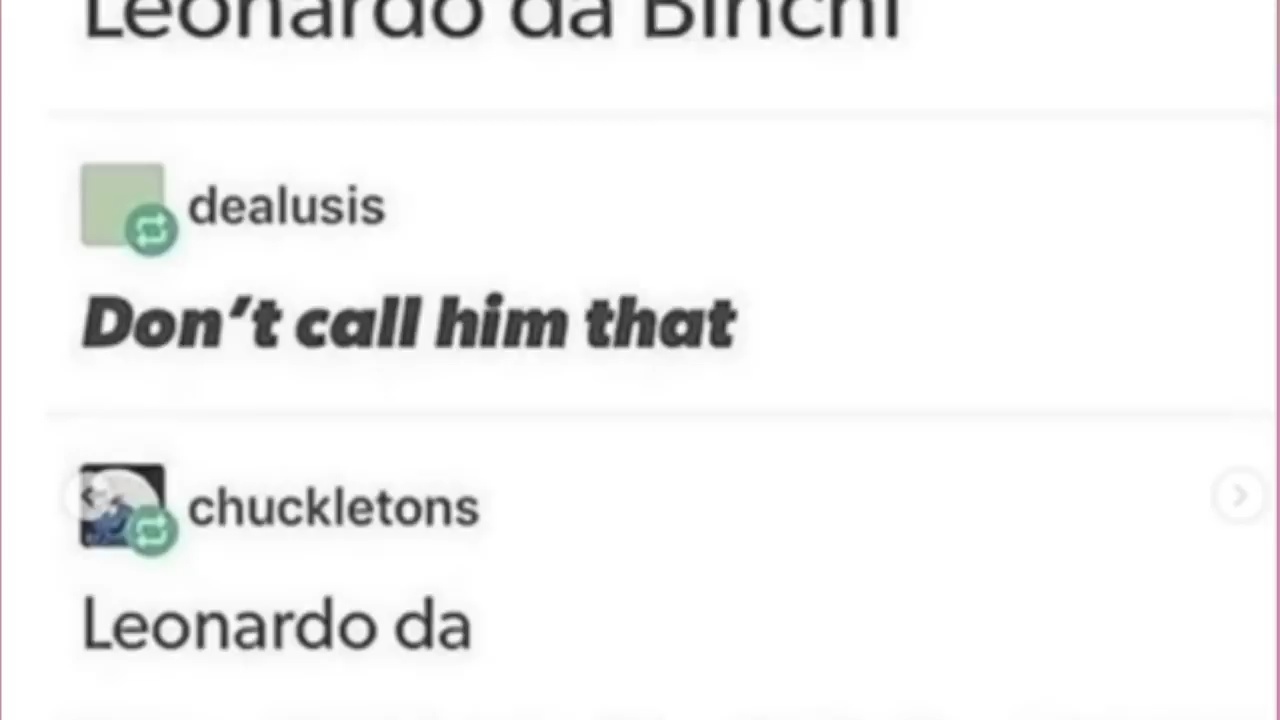 Leonardo da Binchi
dealusis
Don't call him that
chuckletons
Leonardo da